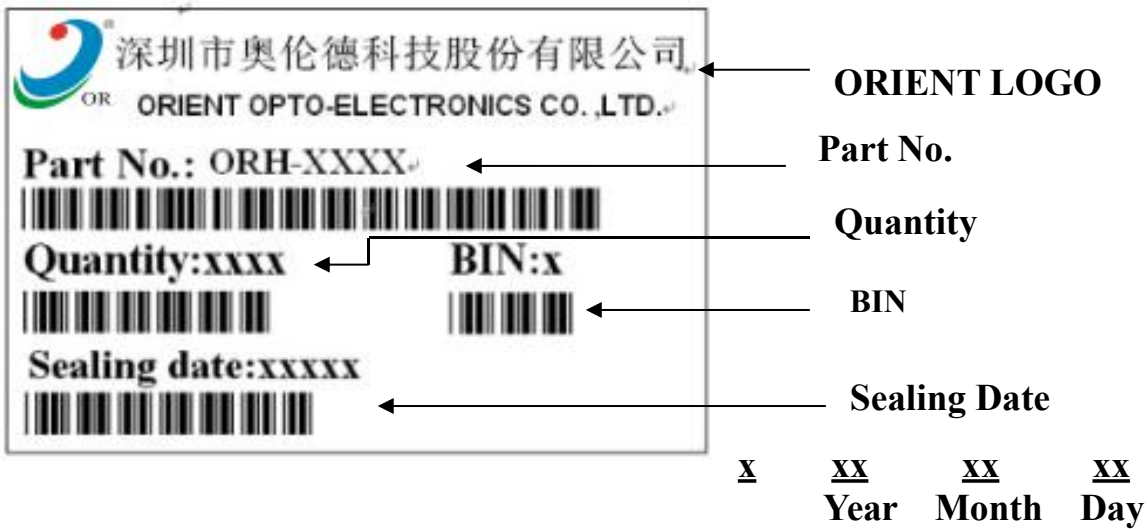 深圳市奥伦德科技股份有限公司
OR
ORIENT OPTO-ELECTRONICS CO.,LTD.
ORIENT LOGO
Part No.: ORH-XXXX
Part No.
Quantity
Quantity:xxxx
BIN:x
BIN
Sealing date:xxxxx
Sealing Date
x xx xx xx
Year Month Day